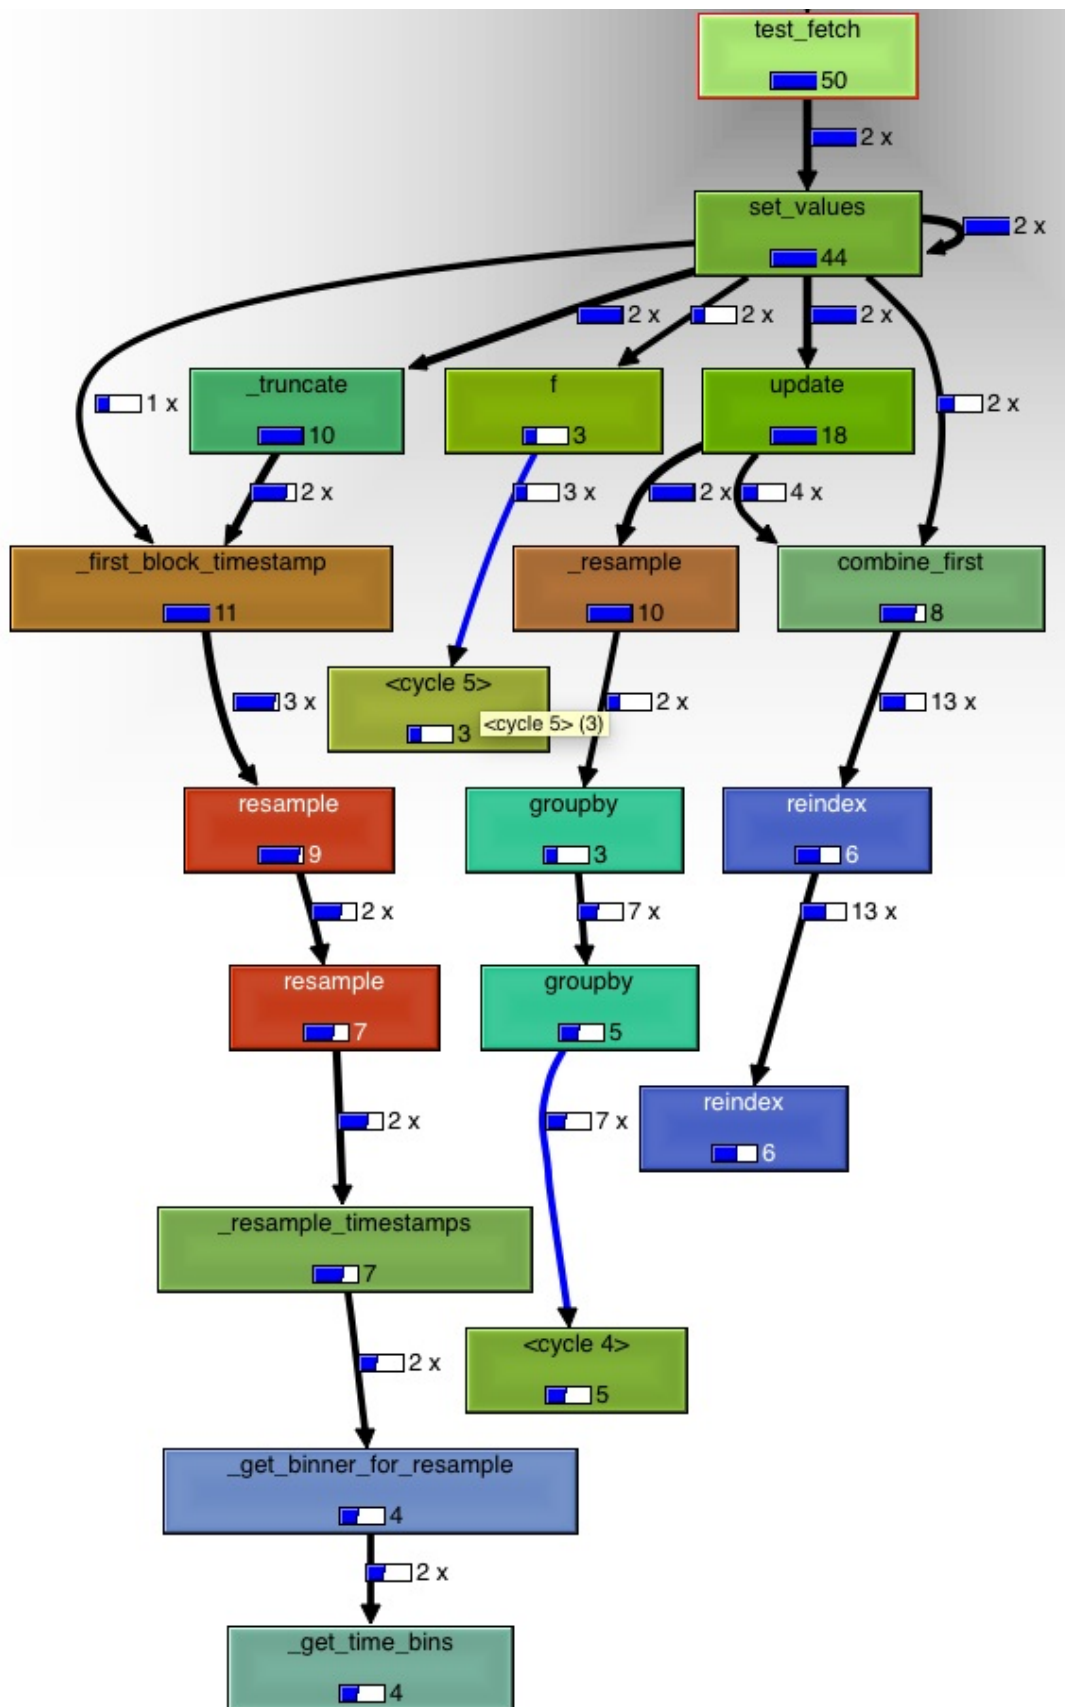 test_fetch
50
2 x
set_values
2 x
44
2 x
2 x
2 x
_truncate
f
update
1 x
2 x
10
3
18
2 x
3 x
2 x
4 x
_first_block_timestamp
_resample
combine_first
11
10
8
<cycle 5>
3 x
2 x
13 x
3
<cycle 5> (3)
resample
groupby
reindex
9
3
6
2 x
7 x
13 x
resample
groupby
7
5
reindex
2 x
7 x
6
_resample_timestamps
7
<cycle 4>
2 x
5
_get_binner_for_resample
4
2 x
_get_time_bins
4